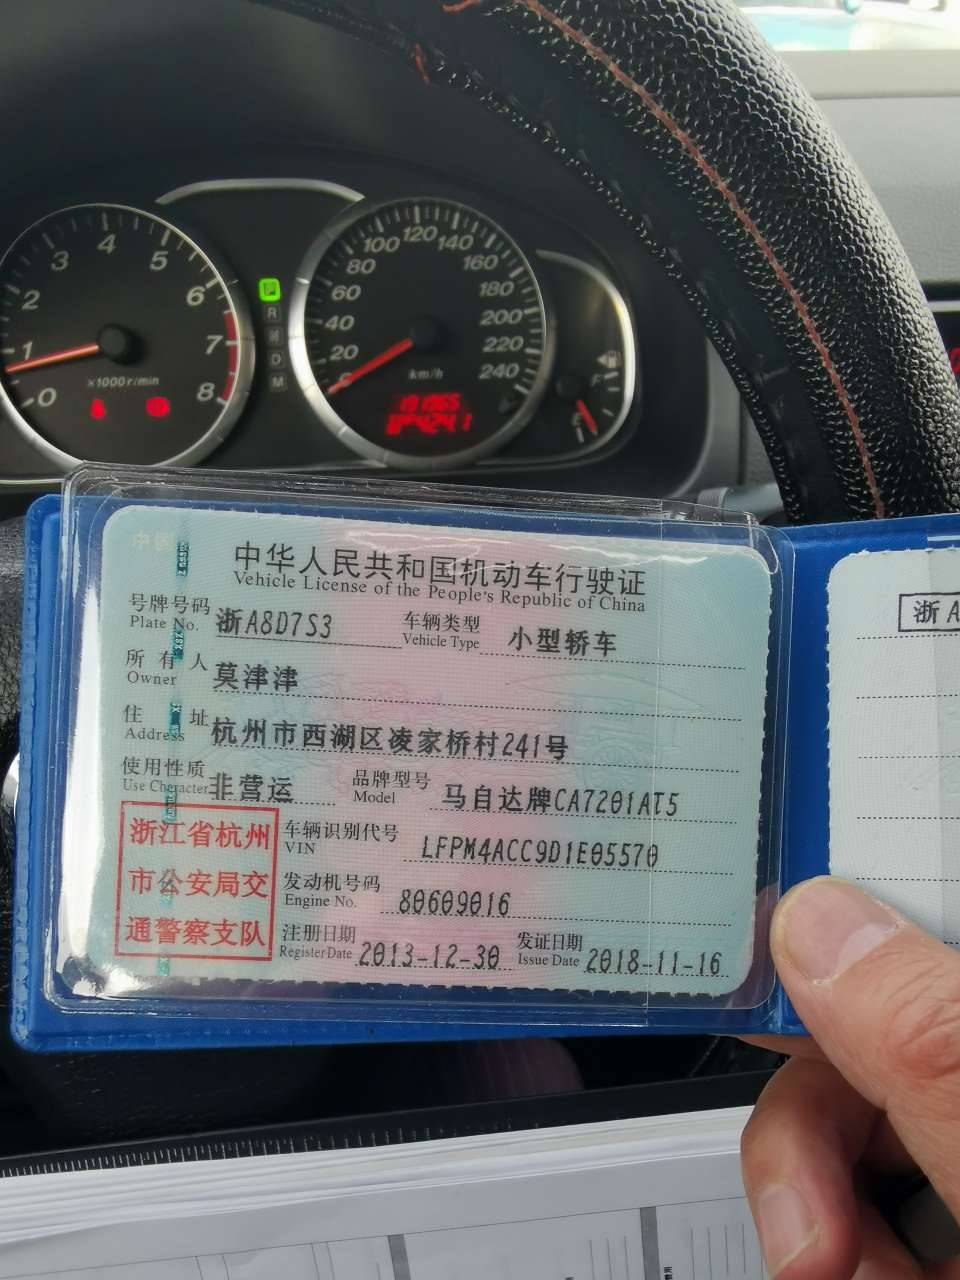 4
3
5
2
6
1
7
0
8
×1000r/min
P
R
N
D
M
100
120
140
80
160
60
180
40
200
20
220
0
240
km/h
F
中国
中华人民共和国机动车行驶证
Vehicle License of the People's Republic of China
号牌号码 浙A8D7S3 车辆类型 小型轿车
Plate No. Vehicle Type
所有人 莫津津
Owner
住址 杭州市西湖区凌家桥村241号
Address
使用性质 非营运 品牌型号 马自达牌CA7201AT5
Use Character Model
浙江省杭州
市公安局交
通警察支队
车辆识别代号 LFPM4ACC9D1E05570
VIN
发动机号码 80609016
Engine No.
注册日期 2013-12-30 发证日期 2018-11-16
Register Date Issue Date
浙A